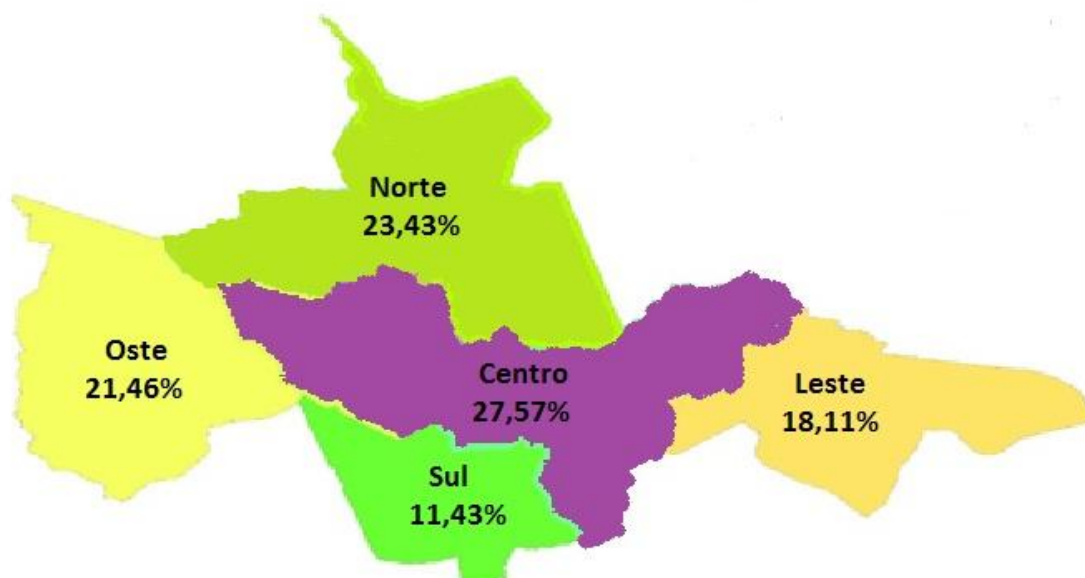 Norte
23,43%
Oste
21,46%
Centro
27,57%
Leste
18,11%
Sul
11,43%